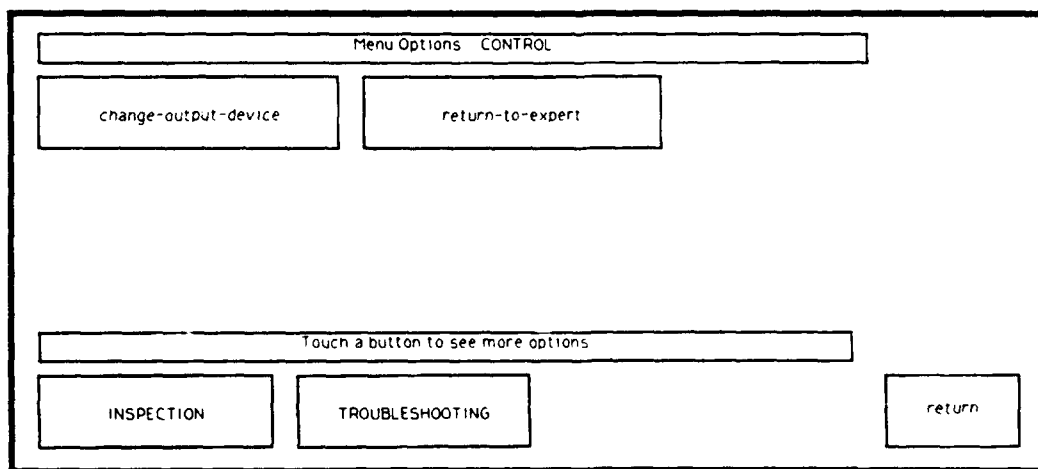 Menu Options CONTROL
change-output-device
return-to-expert
Touch a button to see more options
INSPECTION
TROUBLESHOOTING
return